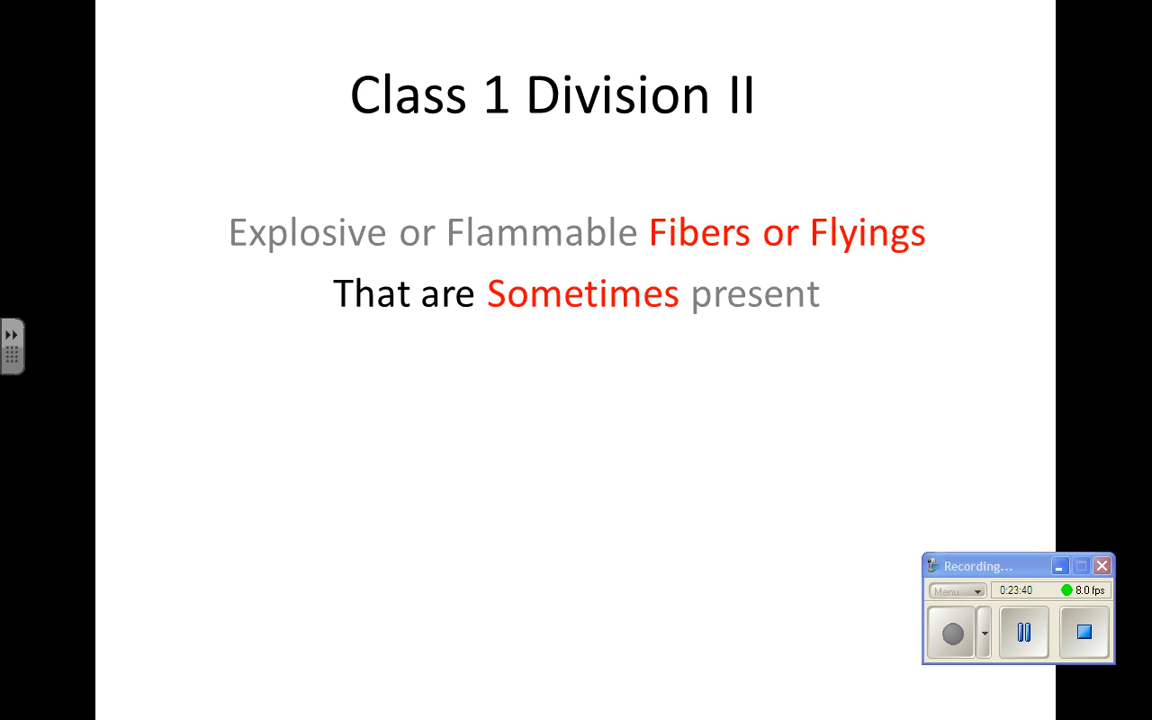 Class 1 Division II
Explosive or Flammable Fibers or Flyings
That are Sometimes present
Recording...
Menu
0:23:40
8.0 fps